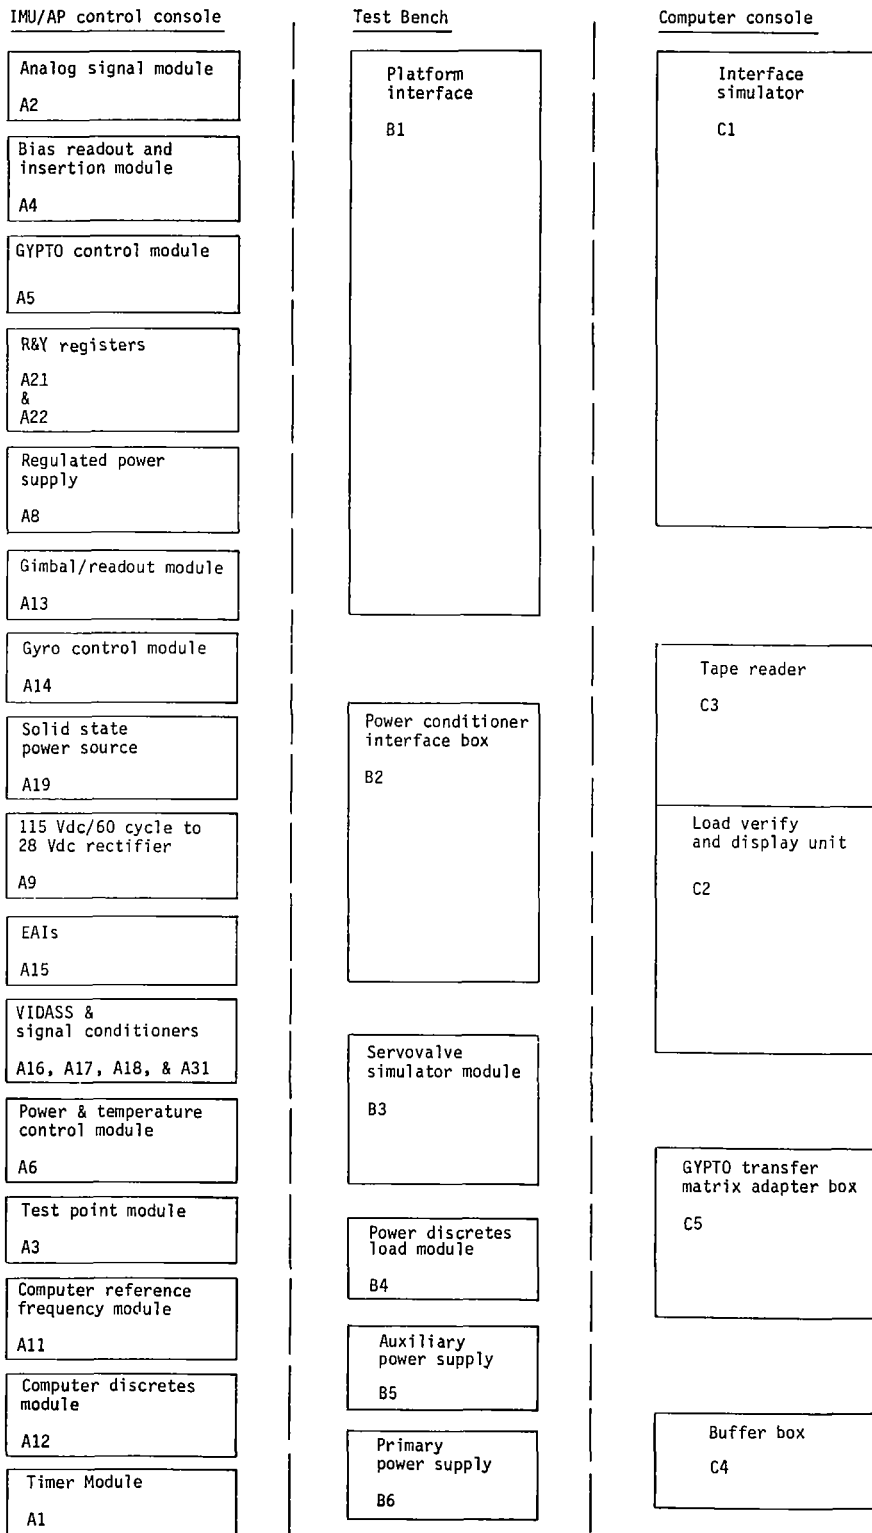 IMU/AP control console
Analog signal module
A2
Bias readout and
insertion module
A4
GYPTO control module
A5
R&Y registers
A21
&
A22
Regulated power
supply
A8
Gimbal/readout module
A13
Gyro control module
A14
Solid state
power source
A19
115 Vdc/60 cycle to
28 Vdc rectifier
A9
EAIs
A15
VIDASS &
signal conditioners
A16, A17, A18, & A31
Power & temperature
control module
A6
Test point module
A3
Computer reference
frequency module
A11
Computer discretes
module
A12
Timer Module
A1
Test Bench
Platform
interface
B1
Power conditioner
interface box
B2
Servovalve
simulator module
B3
Power discretes
load module
B4
Auxiliary
power supply
B5
Primary
power supply
B6
Computer console
Interface
simulator
C1
Tape reader
C3
Load verify
and display unit
C2
GYPTO transfer
matrix adapter box
C5
Buffer box
C4